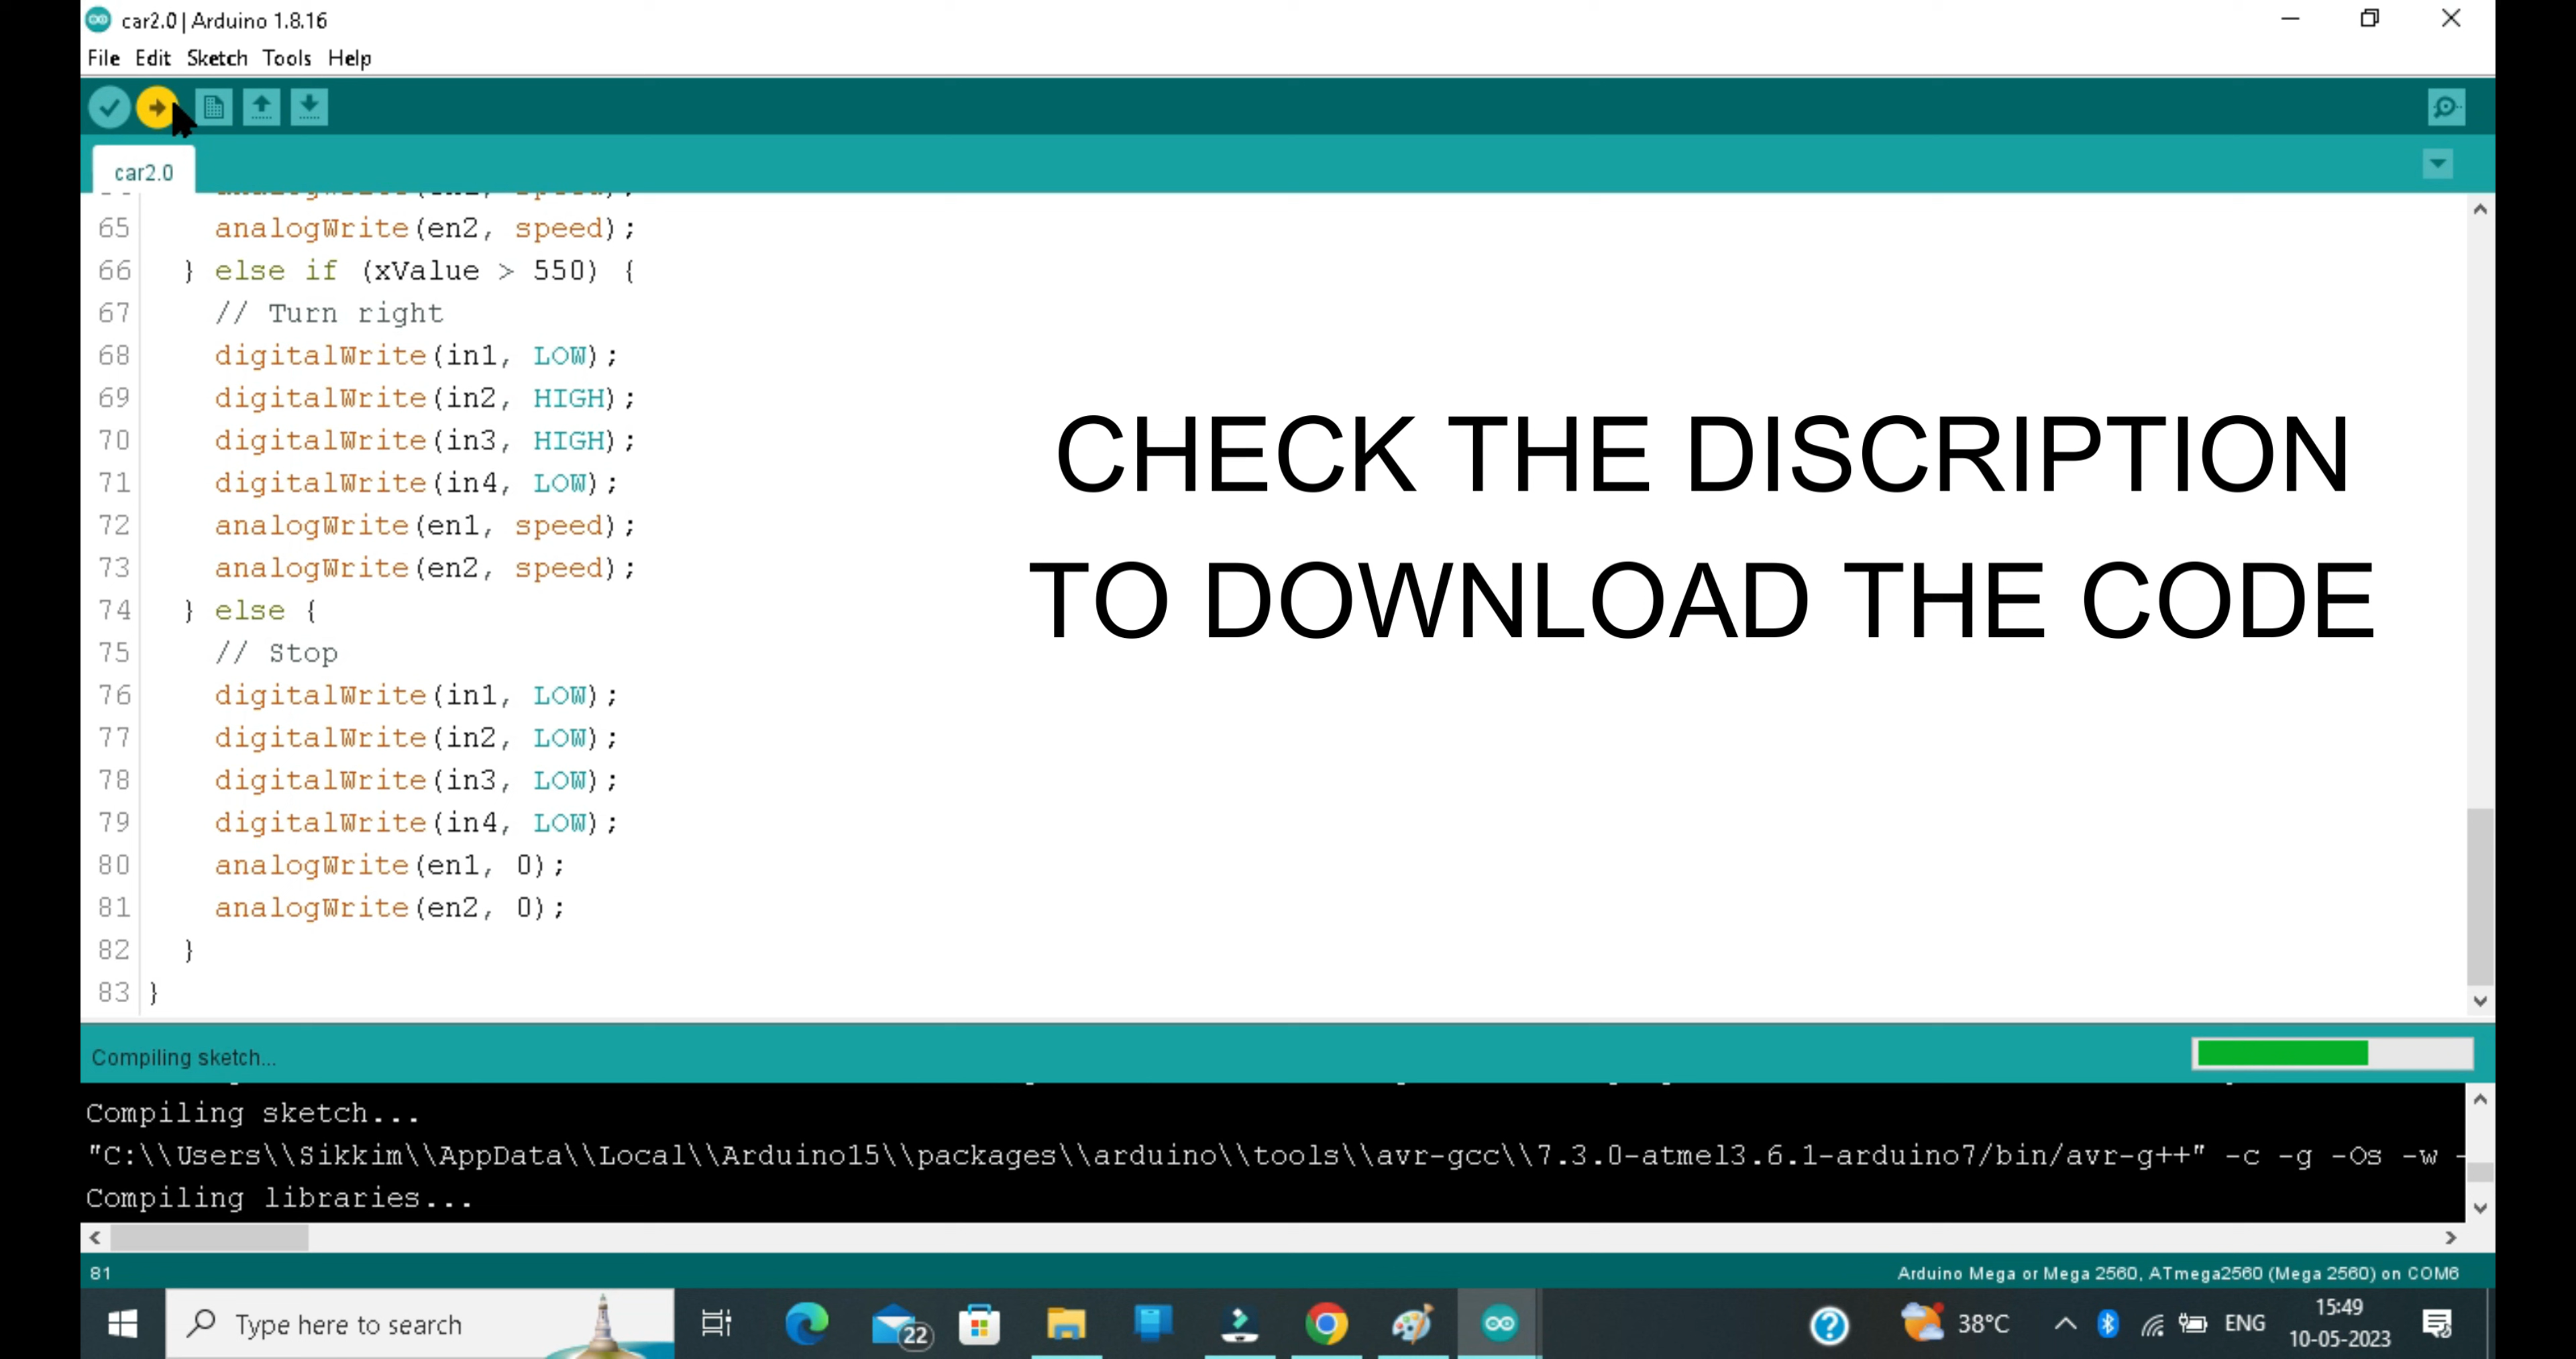 car2.0 | Arduino 1.8.16
File Edit Sketch Tools Help
car2.0
65 analogWrite(en2, speed);
66 } else if (xValue > 550) {
67 // Turn right
68 digitalWrite(in1, LOW);
69 digitalWrite(in2, HIGH);
70 digitalWrite(in3, HIGH);
71 digitalWrite(in4, LOW);
72 analogWrite(en1, speed);
73 analogWrite(en2, speed);
74 } else {
75 // Stop
76 digitalWrite(in1, LOW);
77 digitalWrite(in2, LOW);
78 digitalWrite(in3, LOW);
79 digitalWrite(in4, LOW);
80 analogWrite(en1, 0);
81 analogWrite(en2, 0);
82 }
83 }
CHECK THE DISCRIPTION
TO DOWNLOAD THE CODE
Compiling sketch...
Compiling sketch...
"C:\\Users\\Sikkim\\AppData\\Local\\Arduino15\\packages\\arduino\\tools\\avr-gcc\\7.3.0-atmel3.6.1-arduino7/bin/avr-g++" -c -g -Os -w -
Compiling libraries...
81
Arduino Mega or Mega 2560, ATmega2560 (Mega 2560) on COM6
Type here to search
22
38°C
ENG
15:49
10-05-2023